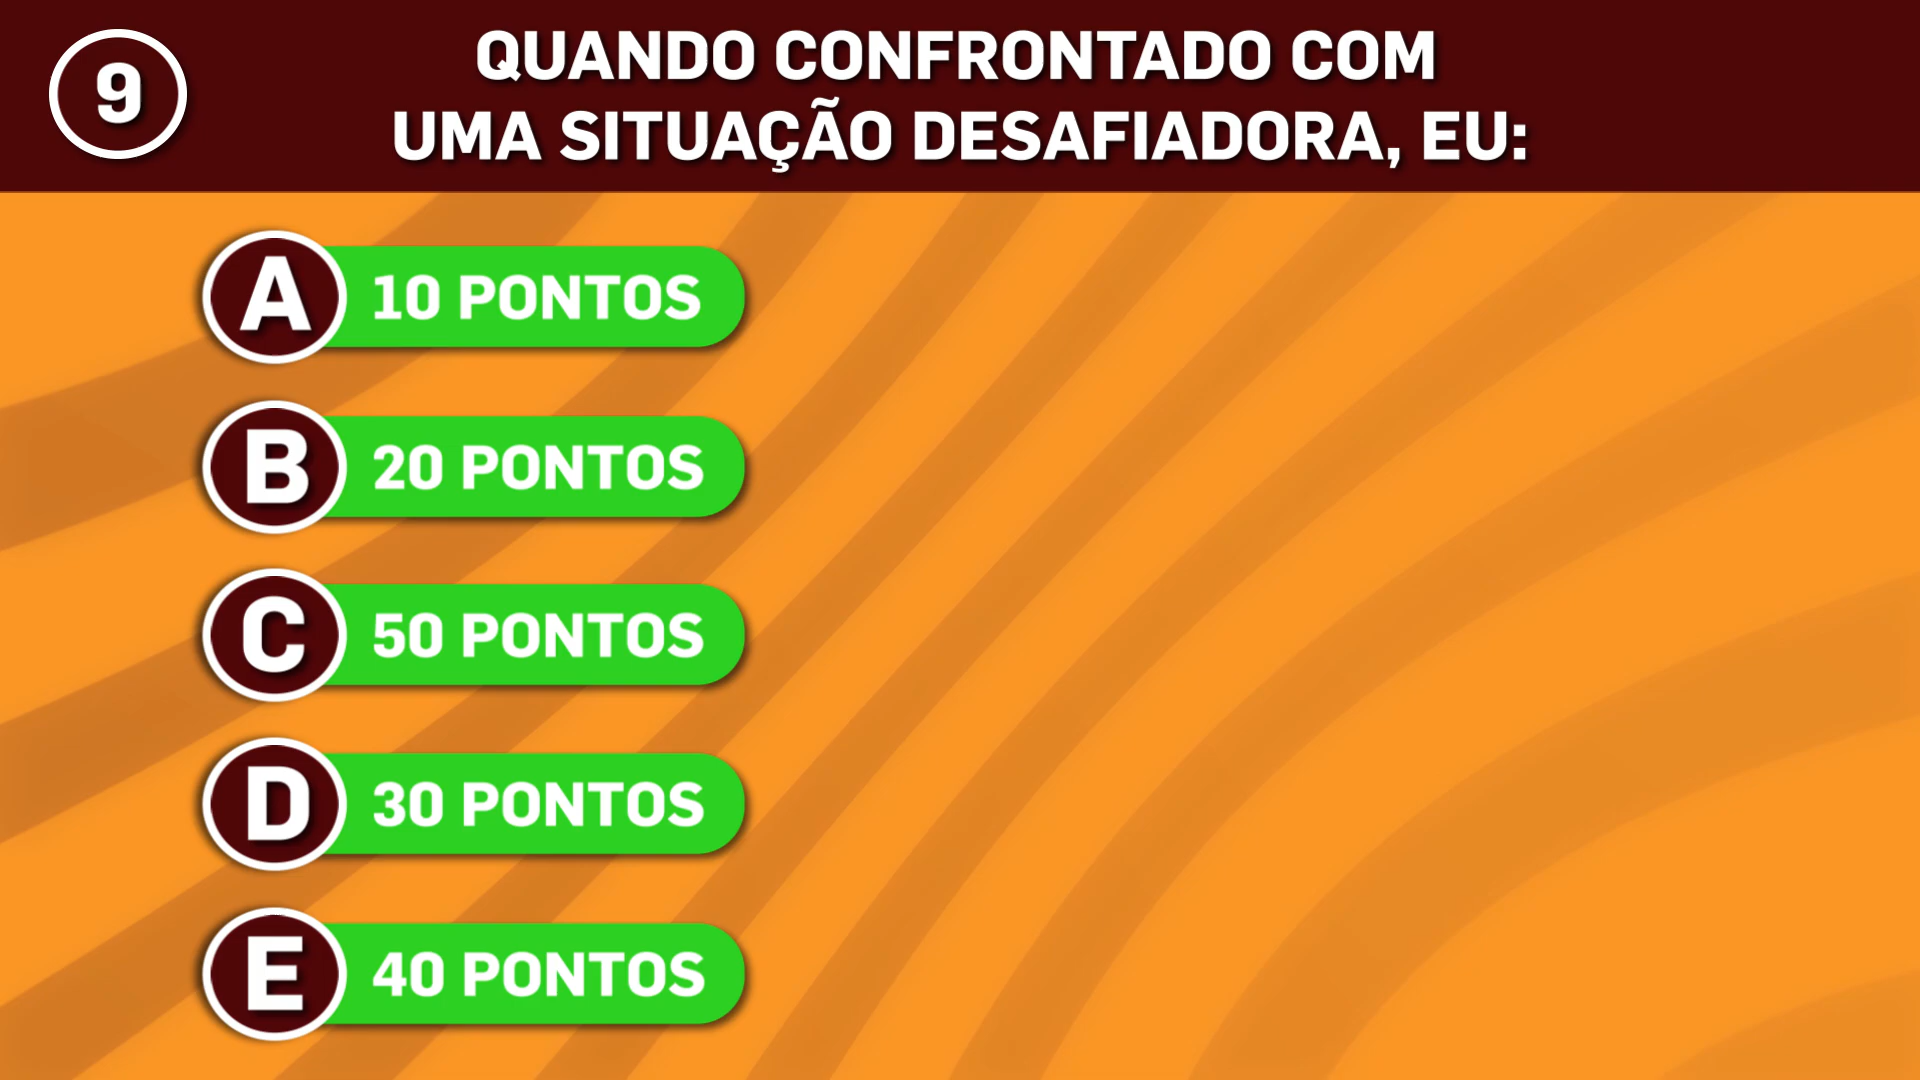 9
QUANDO CONFRONTADO COM
UMA SITUAÇÃO DESAFIADORA, EU:
A 10 PONTOS
B 20 PONTOS
C 50 PONTOS
D 30 PONTOS
E 40 PONTOS